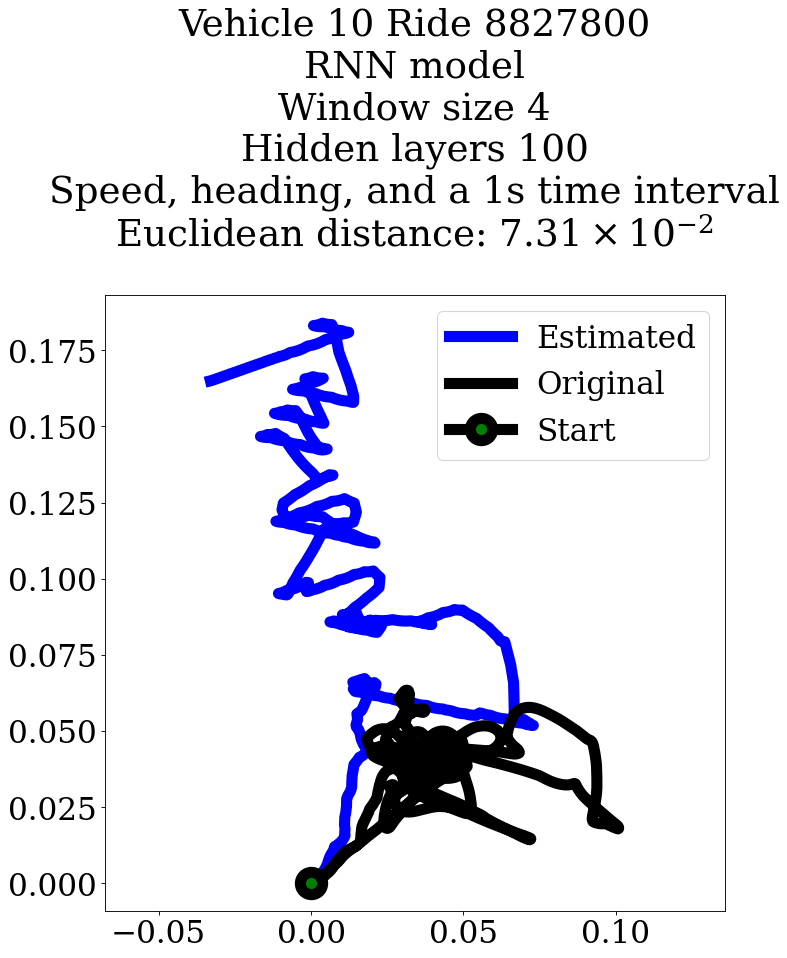 Vehicle 10 Ride 8827800
RNN model
Window size 4
Hidden layers 100
Speed, heading, and a 1s time interval
Euclidean distance: 7.31 × 10⁻²
Estimated
Original
Start
0.175
0.150
0.125
0.100
0.075
0.050
0.025
0.000
−0.05 0.00 0.05 0.10